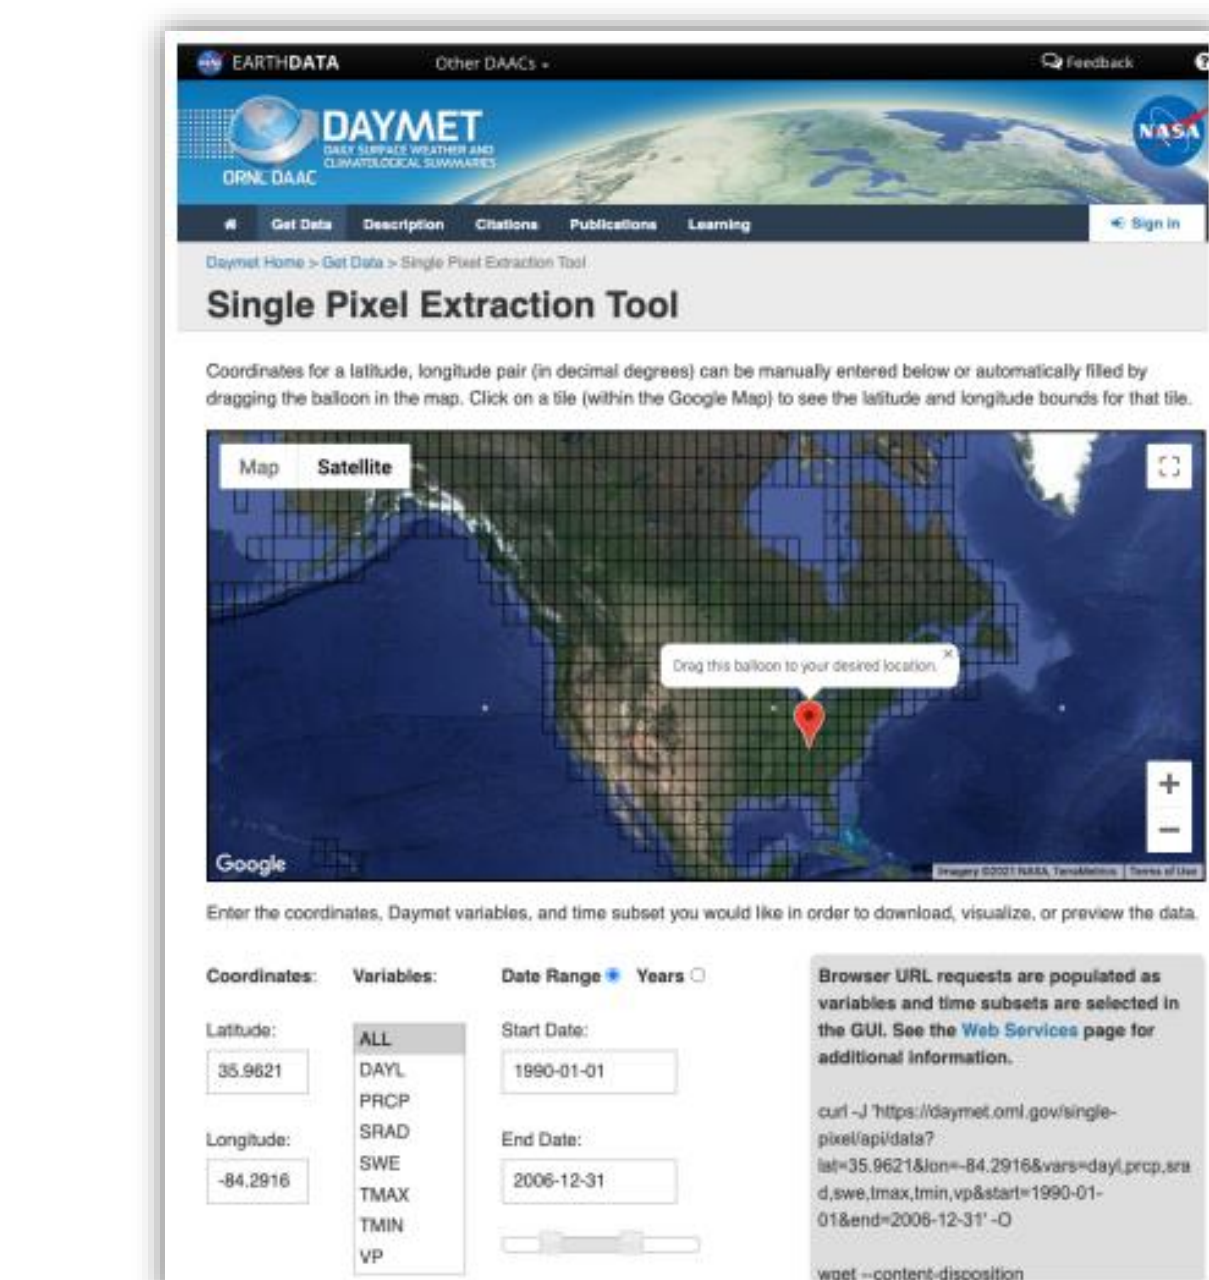 EARTHDATA
Other DAACs
Feedback
DAYMET
DAILY SURFACE WEATHER AND
CLIMATOLOGICAL SUMMARIES
ORNL DAAC
NASA
Get Data
Description
Citations
Publications
Learning
Sign In
Daymet Home > Get Data > Single Pixel Extraction Tool
Single Pixel Extraction Tool
Coordinates for a latitude, longitude pair (in decimal degrees) can be manually entered below or automatically filled by
dragging the balloon in the map. Click on a tile (within the Google Map) to see the latitude and longitude bounds for that tile.
Map
Satellite
Drag this balloon to your desired location.
Google
Imagery ©2021 NASA, TerraMetrics
Terms of Use
Enter the coordinates, Daymet variables, and time subset you would like in order to download, visualize, or preview the data.
Coordinates:
Latitude:
35.9621
Longitude:
-84.2916
Variables:
ALL
DAYL
PRCP
SRAD
SWE
TMAX
TMIN
VP
Date Range
Years
Start Date:
1990-01-01
End Date:
2006-12-31
Browser URL requests are populated as
variables and time subsets are selected in
the GUI. See the Web Services page for
additional information.
curl -J 'https://daymet.ornl.gov/single-
pixel/api/data?
lat=35.9621&lon=-84.2916&vars=dayl,prcp,sra
d,swe,tmax,tmin,vp&start=1990-01-
01&end=2006-12-31' -O
wget --content-disposition